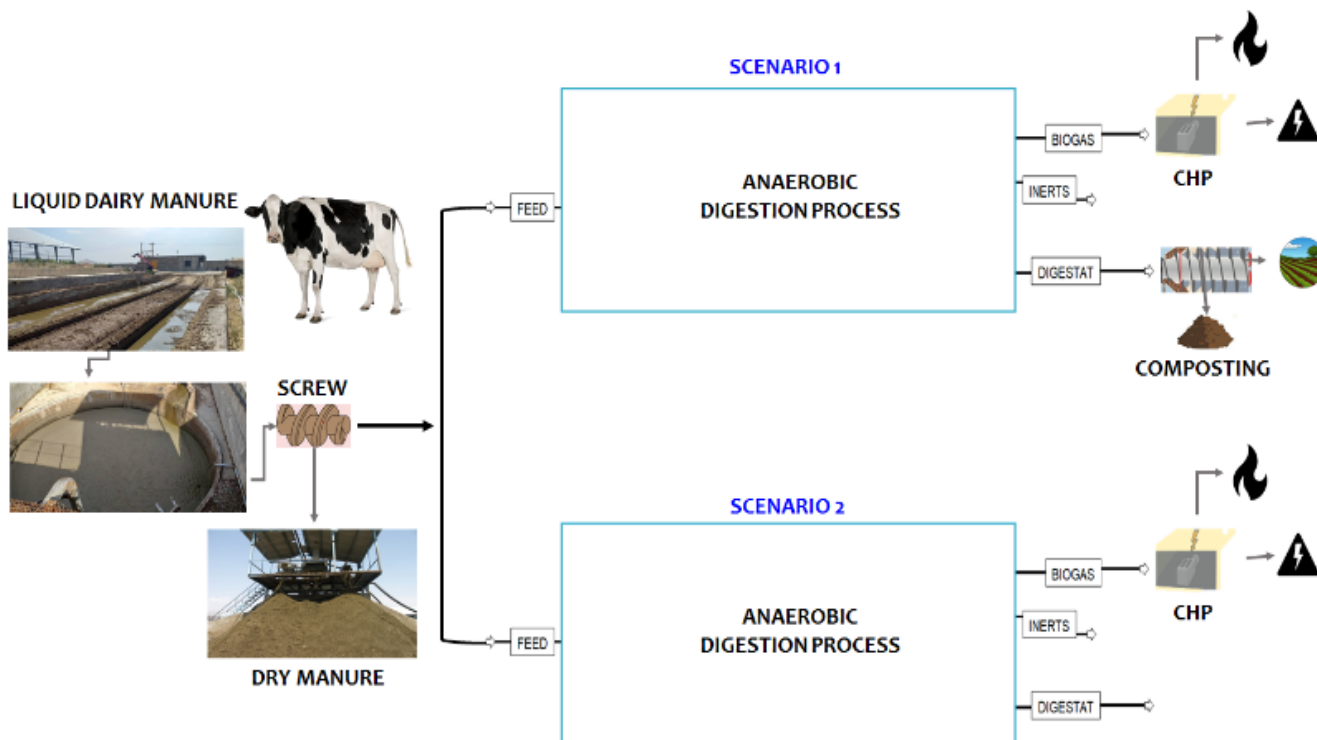 LIQUID DAIRY MANURE
SCREW
DRY MANURE
SCENARIO 1
FEED
ANAEROBIC
DIGESTION PROCESS
BIOGAS
INERTS
DIGESTAT
CHP
COMPOSTING
SCENARIO 2
FEED
ANAEROBIC
DIGESTION PROCESS
BIOGAS
INERTS
DIGESTAT
CHP